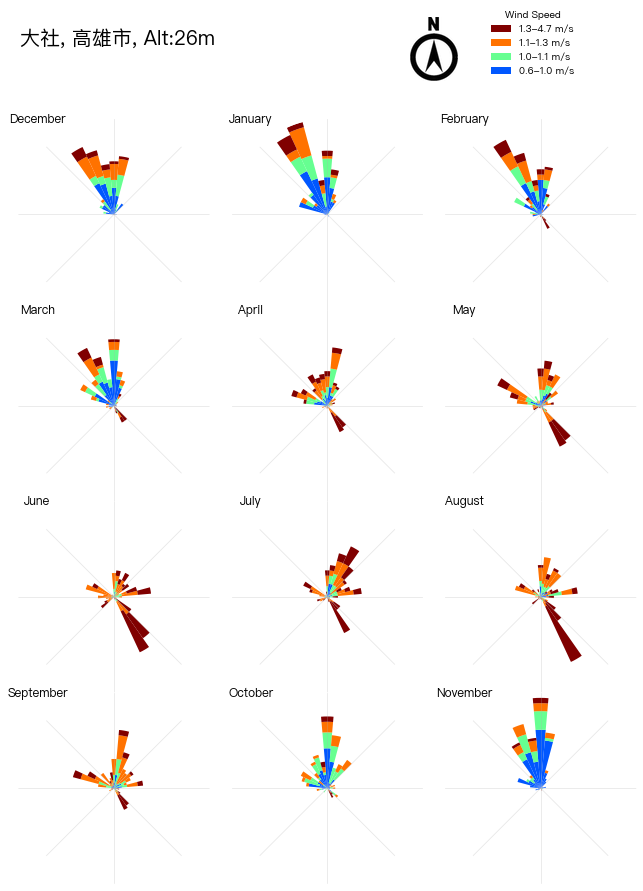 大社, 高雄市, Alt:26m
N
Wind Speed
1.3–4.7 m/s
1.1–1.3 m/s
1.0–1.1 m/s
0.6–1.0 m/s
December
January
February
March
April
May
June
July
August
September
October
November